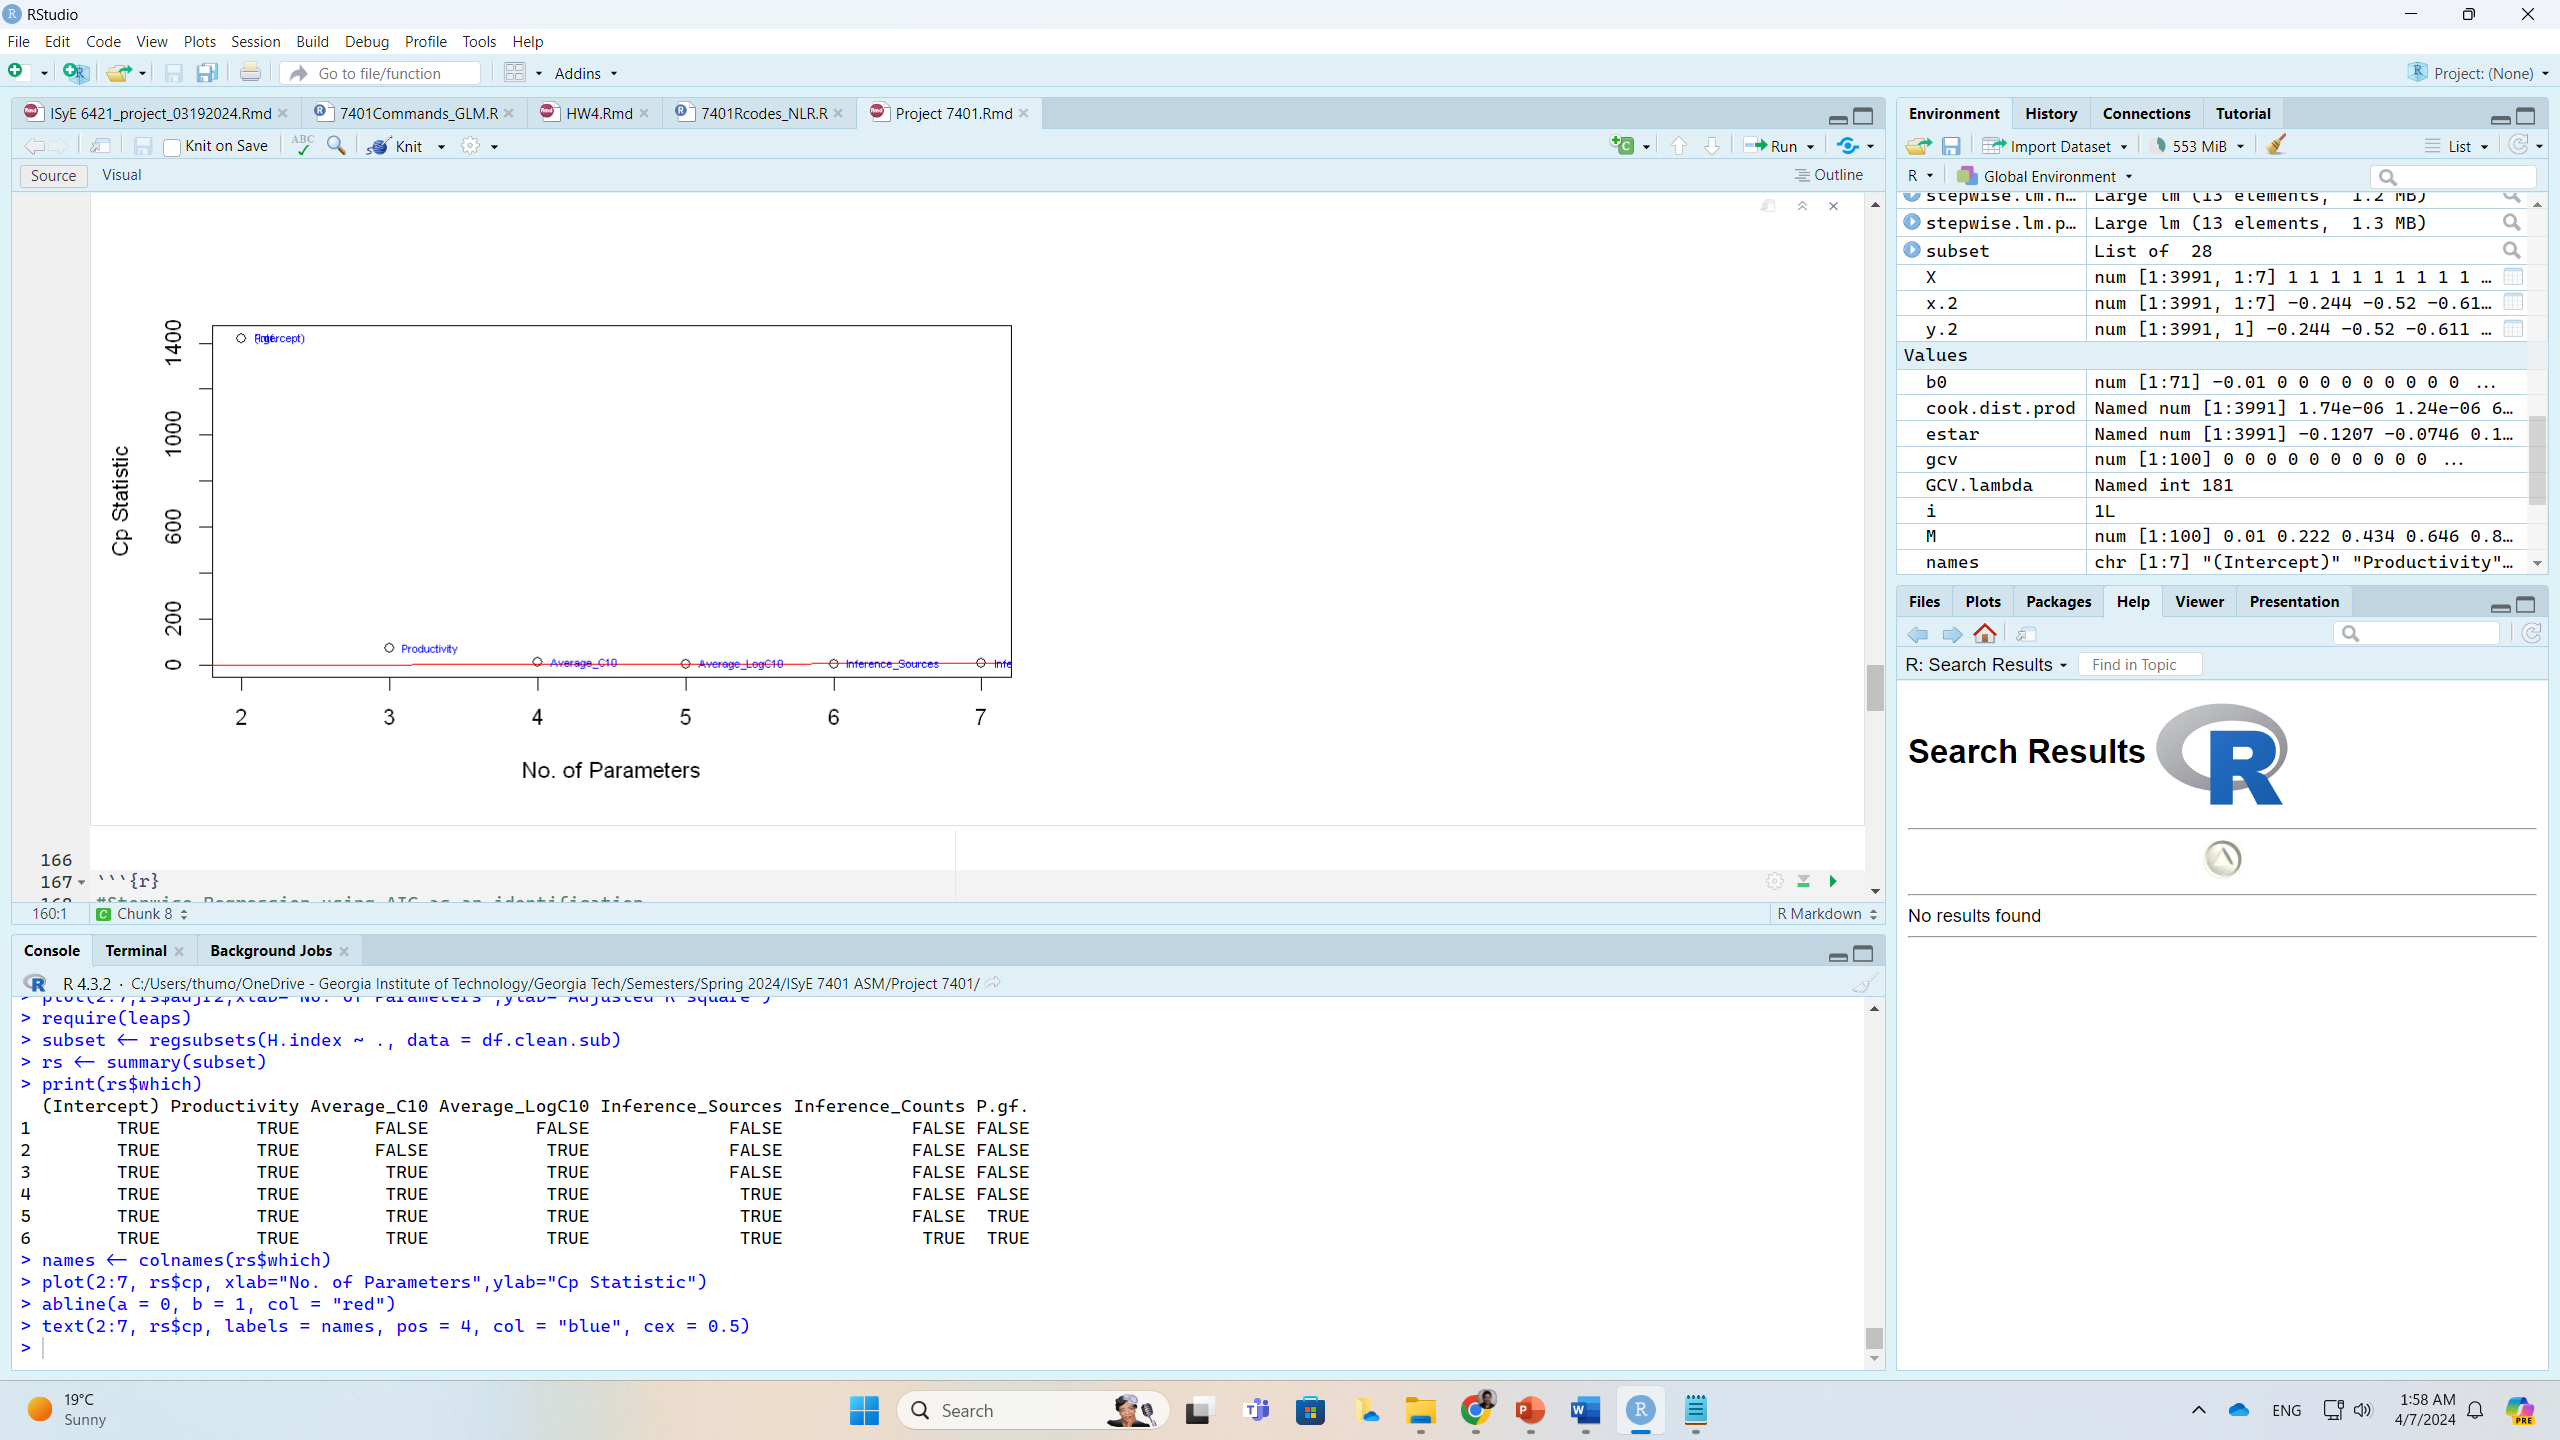 RStudio
File Edit Code View Plots Session Build Debug Profile Tools Help
Go to file/function Addins Project: (None)
ISyE 6421_project_03192024.Rmd 7401Commands_GLM.R HW4.Rmd 7401Rcodes_NLR.R Project 7401.Rmd
Knit on Save Knit Run
Source Visual Outline
1400
1000
600
200
0
Cp Statistic
Productivity
Average_C10
Average_LogC10
Inference_Sources
2 3 4 5 6 7
No. of Parameters
166
167 ```{r}
160:1 Chunk 8 R Markdown
Console Terminal Background Jobs
R 4.3.2 · C:/Users/thumo/OneDrive - Georgia Institute of Technology/Georgia Tech/Semesters/Spring 2024/ISyE 7401 ASM/Project 7401/
> require(leaps)
> subset <- regsubsets(H.index ~ ., data = df.clean.sub)
> rs <- summary(subset)
> print(rs$which)
(Intercept) Productivity Average_C10 Average_LogC10 Inference_Sources Inference_Counts P.gf.
1 TRUE TRUE FALSE FALSE FALSE FALSE FALSE
2 TRUE TRUE FALSE TRUE FALSE FALSE FALSE
3 TRUE TRUE TRUE TRUE FALSE FALSE FALSE
4 TRUE TRUE TRUE TRUE TRUE FALSE FALSE
5 TRUE TRUE TRUE TRUE TRUE FALSE TRUE
6 TRUE TRUE TRUE TRUE TRUE TRUE TRUE
> names <- colnames(rs$which)
> plot(2:7, rs$cp, xlab="No. of Parameters",ylab="Cp Statistic")
> abline(a = 0, b = 1, col = "red")
> text(2:7, rs$cp, labels = names, pos = 4, col = "blue", cex = 0.5)
>
Environment History Connections Tutorial
Import Dataset 553 MiB List
R Global Environment
stepwise.lm.p… Large lm (13 elements, 1.3 MB)
subset List of 28
X num [1:3991, 1:7] 1 1 1 1 1 1 1 1 1 …
x.2 num [1:3991, 1:7] -0.244 -0.52 -0.61…
y.2 num [1:3991, 1] -0.244 -0.52 -0.611 …
Values
b0 num [1:71] -0.01 0 0 0 0 0 0 0 0 0 ...
cook.dist.prod Named num [1:3991] 1.74e-06 1.24e-06 6…
estar Named num [1:3991] -0.1207 -0.0746 0.1…
gcv num [1:100] 0 0 0 0 0 0 0 0 0 0 ...
GCV.lambda Named int 181
i 1L
M num [1:100] 0.01 0.222 0.434 0.646 0.8…
names chr [1:7] "(Intercept)" "Productivity"…
Files Plots Packages Help Viewer Presentation
R: Search Results Find in Topic
Search Results
No results found
19°C
Sunny
Search
ENG
1:58 AM
4/7/2024